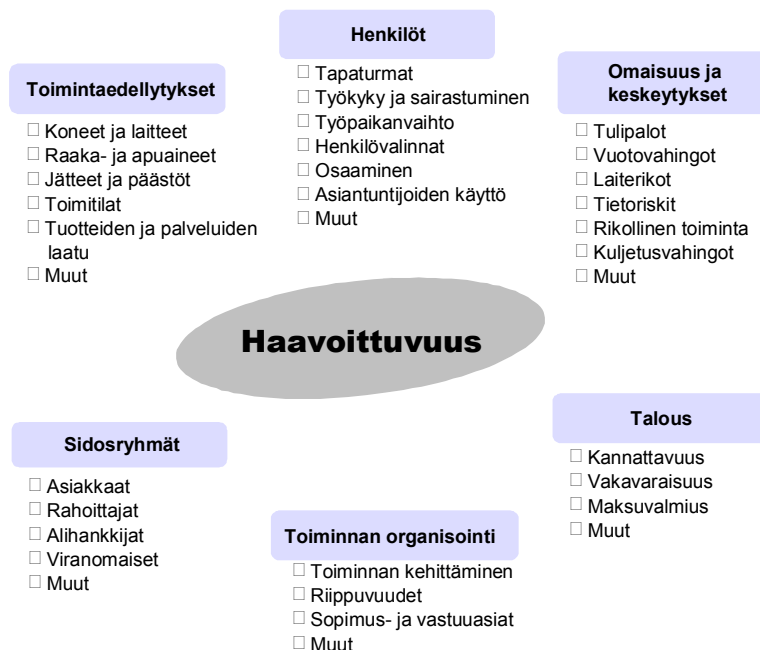 Henkilöt
☐ Tapaturmat
☐ Työkyky ja sairastuminen
☐ Työpaikanvaihto
☐ Henkilövalinnat
☐ Osaaminen
☐ Asiantuntijoiden käyttö
☐ Muut
Toimintaedellytykset
☐ Koneet ja laitteet
☐ Raaka- ja apuaineet
☐ Jätteet ja päästöt
☐ Toimitilat
☐ Tuotteiden ja palveluiden
laatu
☐ Muut
Omaisuus ja
keskeytykset
☐ Tulipalot
☐ Vuotovahingot
☐ Laiterikot
☐ Tietoriskit
☐ Rikollinen toiminta
☐ Kuljetusvahingot
☐ Muut
Haavoittuvuus
Sidosryhmät
☐ Asiakkaat
☐ Rahoittajat
☐ Alihankkijat
☐ Viranomaiset
☐ Muut
Toiminnan organisointi
☐ Toiminnan kehittäminen
☐ Riippuvuudet
☐ Sopimus- ja vastuuasiat
☐ Muut
Talous
☐ Kannattavuus
☐ Vakavaraisuus
☐ Maksuvalmius
☐ Muut